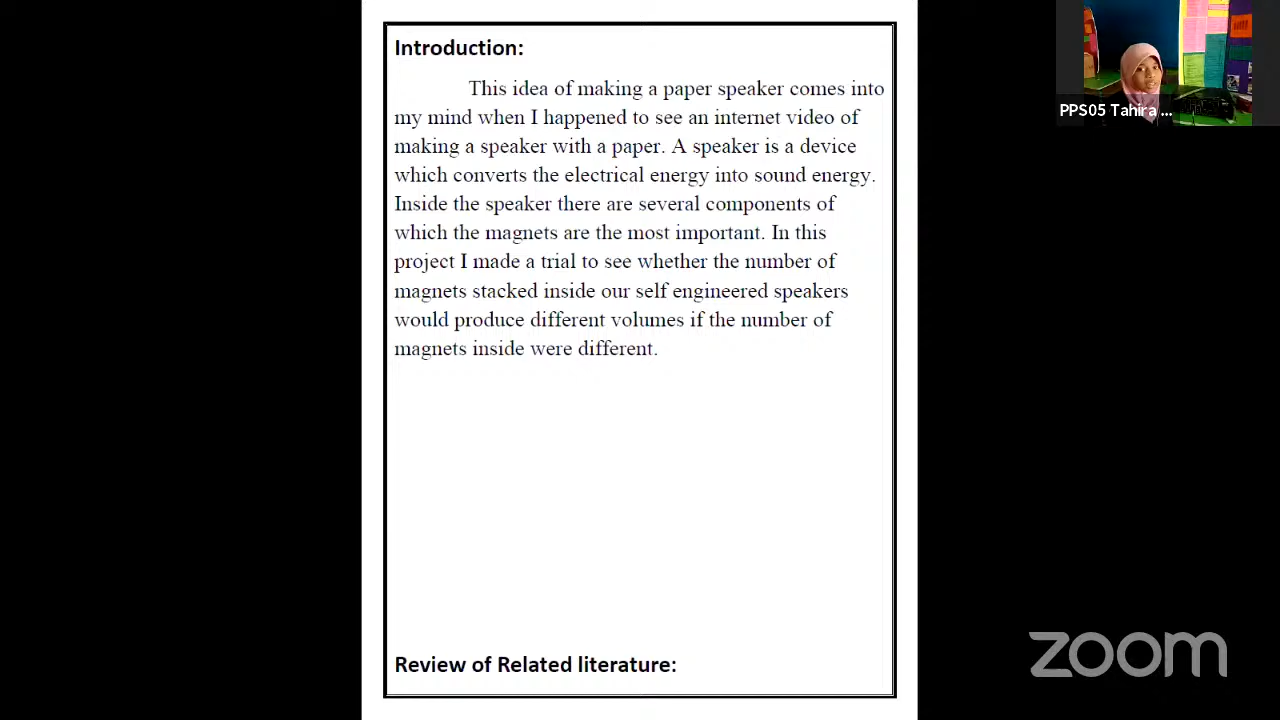 Introduction:
This idea of making a paper speaker comes into
my mind when I happened to see an internet video of
making a speaker with a paper. A speaker is a device
which converts the electrical energy into sound energy.
Inside the speaker there are several components of
which the magnets are the most important. In this
project I made a trial to see whether the number of
magnets stacked inside our self engineered speakers
would produce different volumes if the number of
magnets inside were different.
Review of Related literature:
PPS05 Tahira ...
zoom